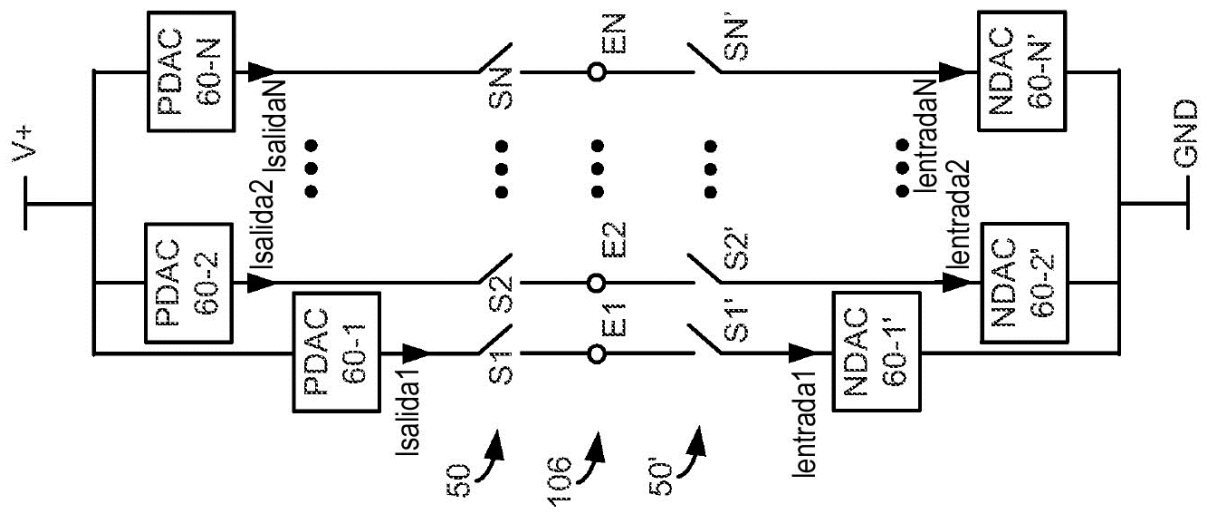 V+
PDAC
60-1
PDAC
60-2
PDAC
60-N
Isalida1
Isalida2
IsalidaN
50
S1
S2
SN
106
E1
E2
EN
50'
S1'
S2'
SN'
Ientrada1
Ientrada2
IentradaN
NDAC
60-1'
NDAC
60-2'
NDAC
60-N'
GND